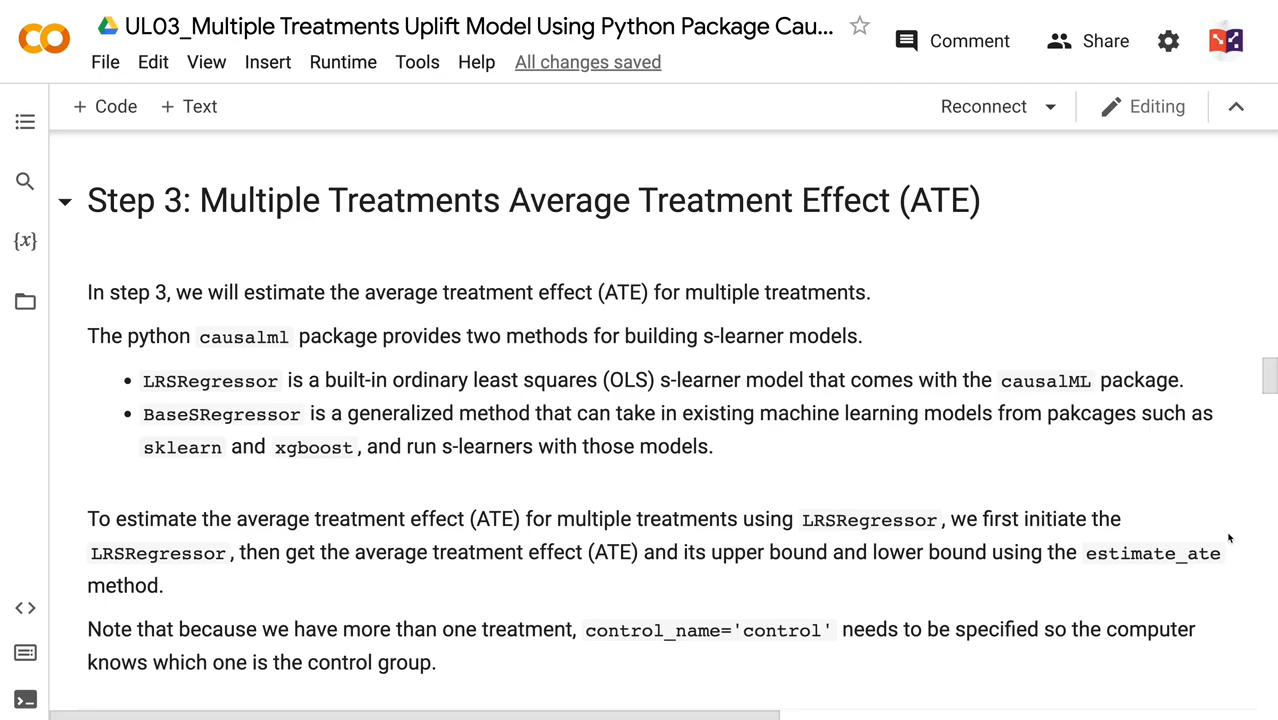 UL03_Multiple Treatments Uplift Model Using Python Package Cau...
Comment
Share
File Edit View Insert Runtime Tools Help All changes saved
+ Code + Text
Reconnect
Editing
{x}
Step 3: Multiple Treatments Average Treatment Effect (ATE)
In step 3, we will estimate the average treatment effect (ATE) for multiple treatments.
The python causalml package provides two methods for building s-learner models.
• LRSRegressor is a built-in ordinary least squares (OLS) s-learner model that comes with the causalML package.
• BaseSRegressor is a generalized method that can take in existing machine learning models from pakcages such as
sklearn and xgboost, and run s-learners with those models.
To estimate the average treatment effect (ATE) for multiple treatments using LRSRegressor, we first initiate the
LRSRegressor, then get the average treatment effect (ATE) and its upper bound and lower bound using the estimate_ate
method.
Note that because we have more than one treatment, control_name='control' needs to be specified so the computer
knows which one is the control group.